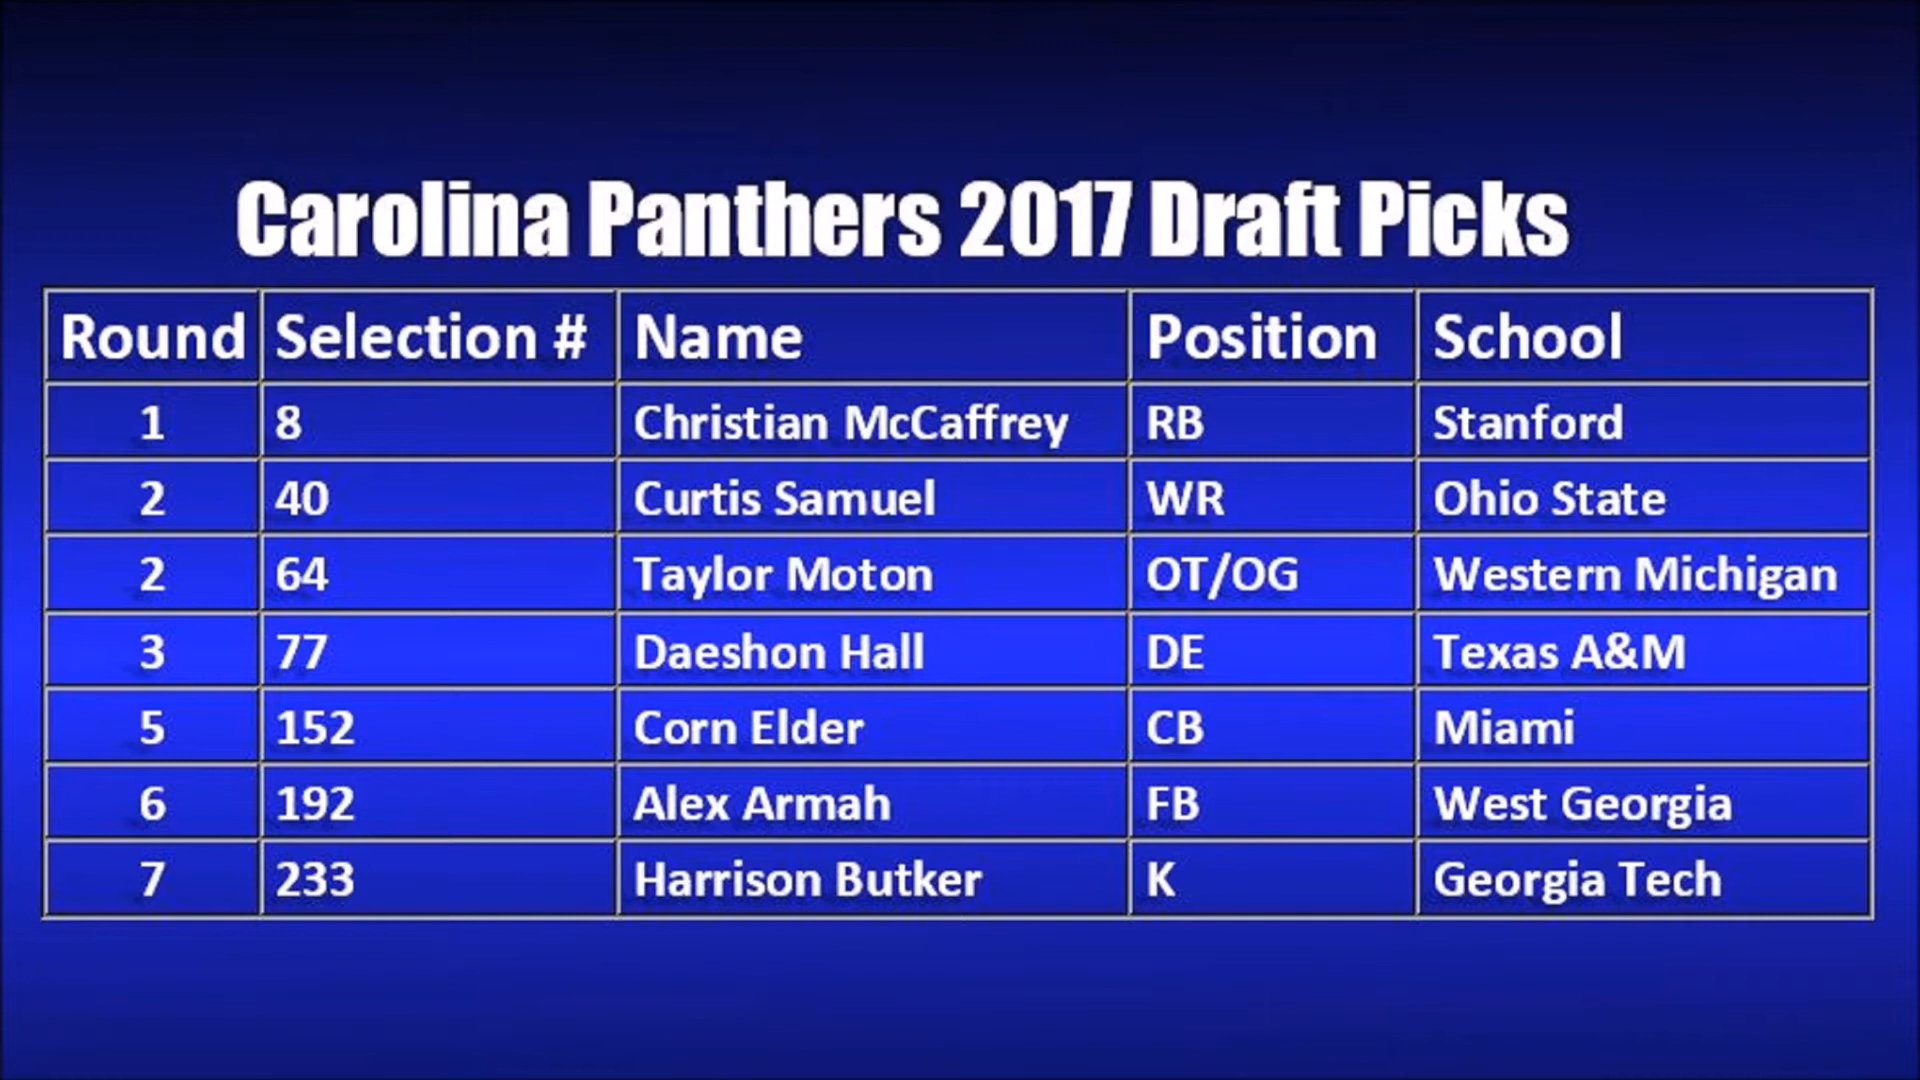 Carolina Panthers 2017 Draft Picks
Round Selection # Name Position School
1 8 Christian McCaffrey RB Stanford
2 40 Curtis Samuel WR Ohio State
2 64 Taylor Moton OT/OG Western Michigan
3 77 Daeshon Hall DE Texas A&M
5 152 Corn Elder CB Miami
6 192 Alex Armah FB West Georgia
7 233 Harrison Butker K Georgia Tech